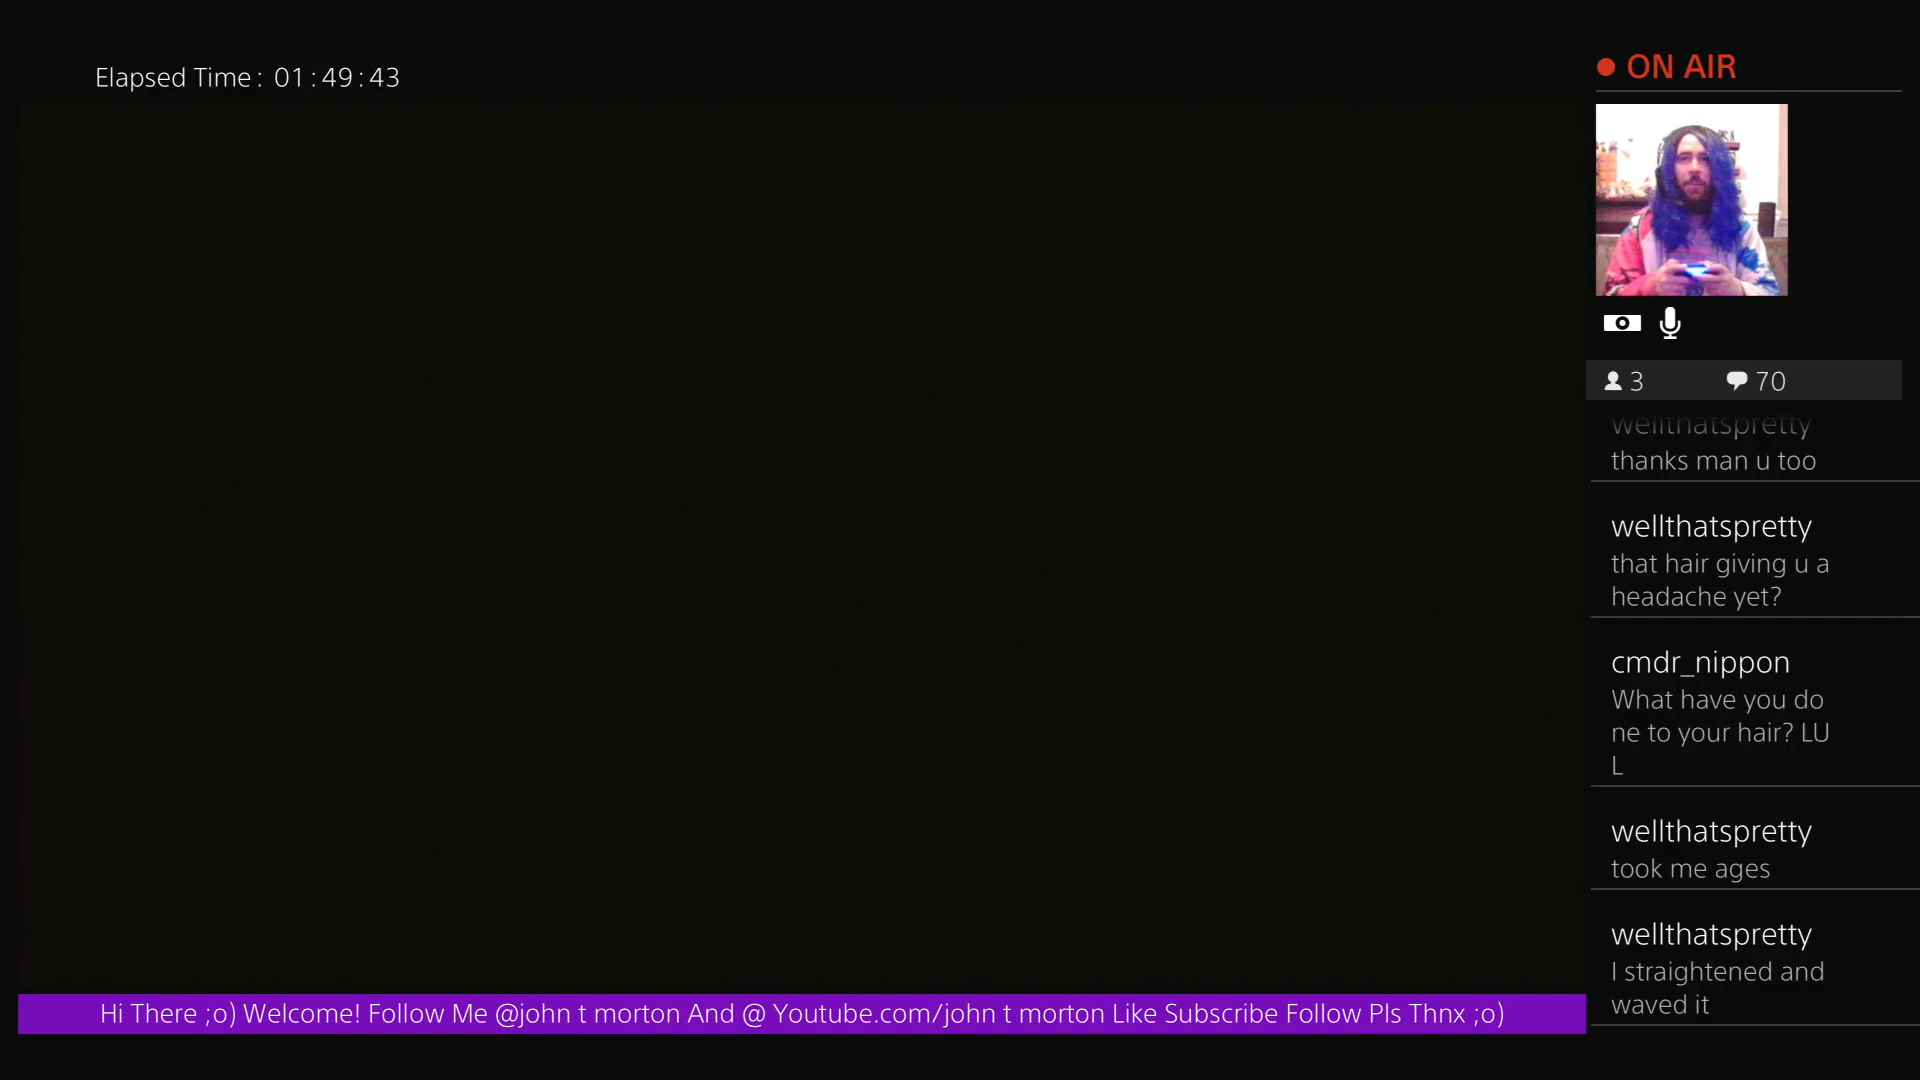 Elapsed Time: 01:49:43
ON AIR
3 70
wellthatspretty
thanks man u too
wellthatspretty
that hair giving u a
headache yet?
cmdr_nippon
What have you do
ne to your hair? LU
L
wellthatspretty
took me ages
wellthatspretty
I straightened and
waved it
Hi There ;o) Welcome! Follow Me @john t morton And @ Youtube.com/john t morton Like Subscribe Follow Pls Thnx ;o)